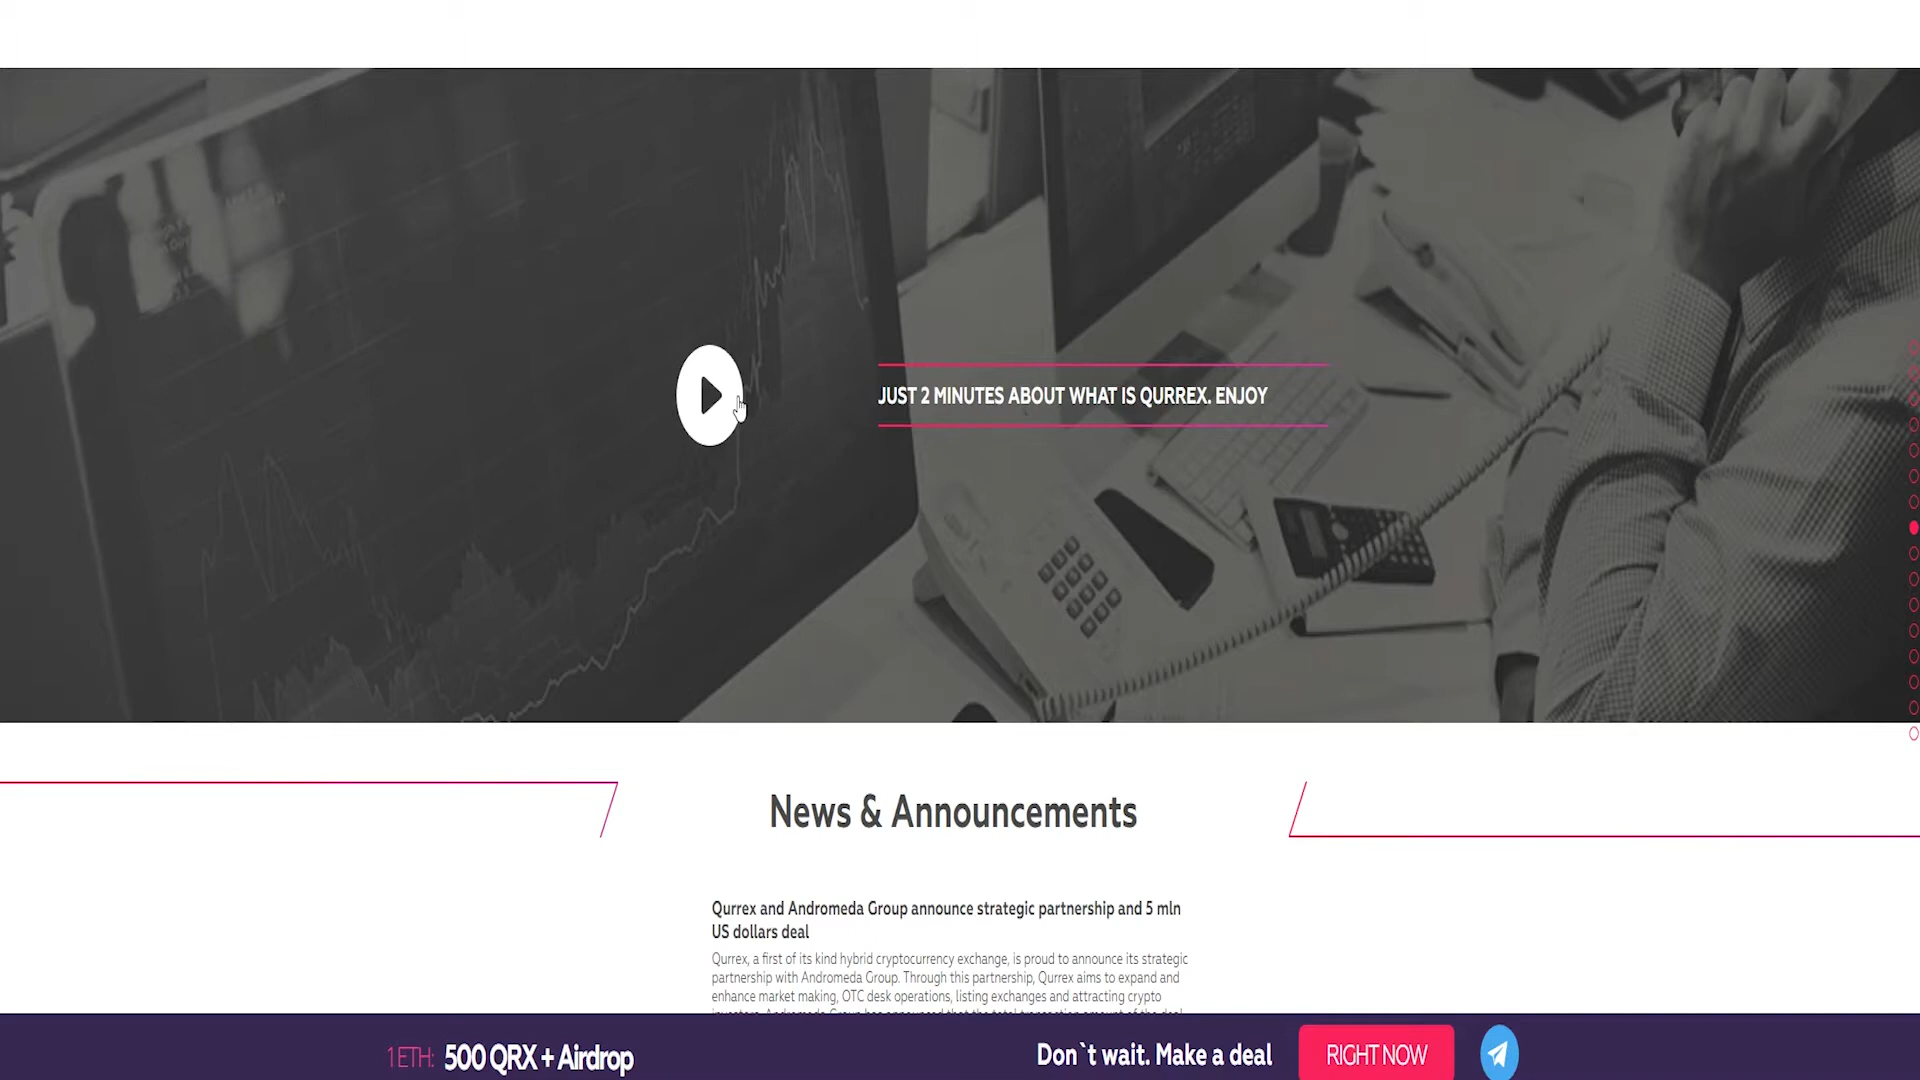 JUST 2 MINUTES ABOUT WHAT IS QURREX. ENJOY
News & Announcements
Qurrex and Andromeda Group announce strategic partnership and 5 mln
US dollars deal
Qurrex, a first of its kind hybrid cryptocurrency exchange, is proud to announce its strategic
partnership with Andromeda Group. Through this partnership, Qurrex aims to expand and
enhance market making, OTC desk operations, listing exchanges and attracting crypto
1 ETH: 500 QRX + Airdrop
Don`t wait. Make a deal
RIGHT NOW